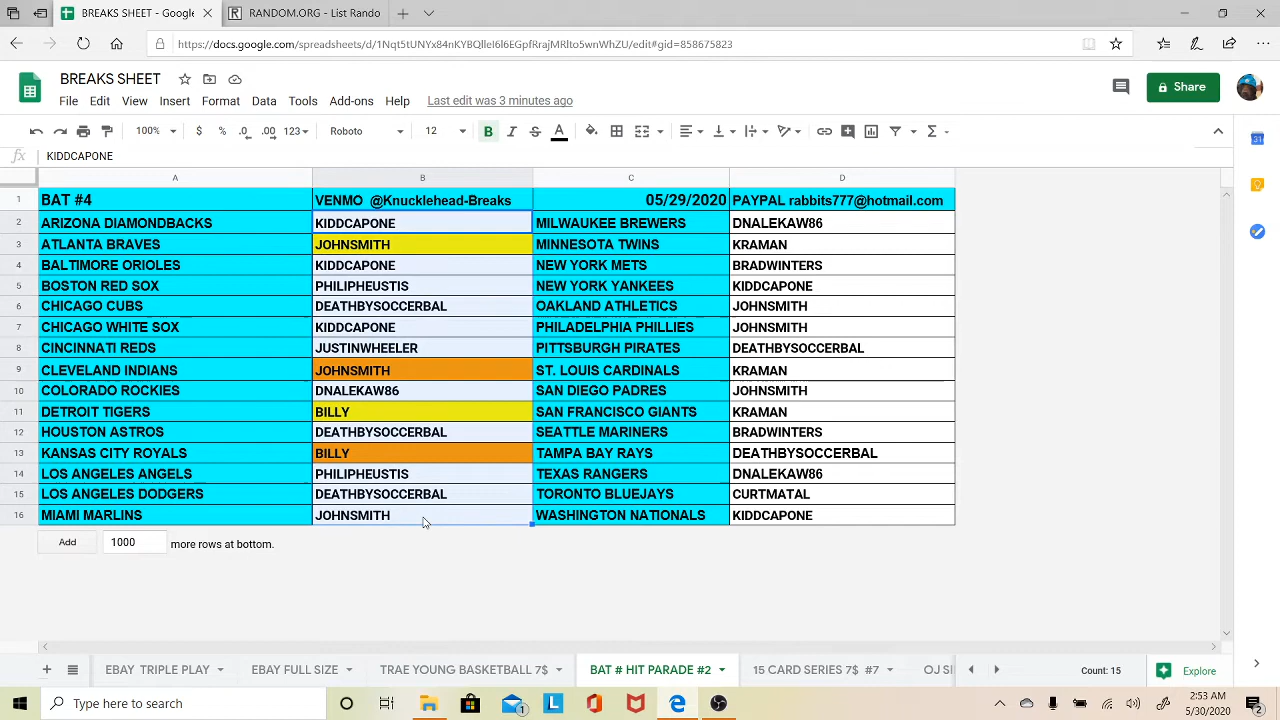 BREAKS SHEET - Google Sheets
RANDOM.ORG - List Randomi
https://docs.google.com/spreadsheets/d/1Nqt5tUNYx84nKYBQlleI6l6EGpfRrajMRlto5wnWhZU/edit#gid=858675823
BREAKS SHEET
File Edit View Insert Format Data Tools Add-ons Help Last edit was 3 minutes ago
Share
100% $ % .0 .00 123 Roboto 12 B I S A
fx KIDDCAPONE
A B C D
1 BAT #4 VENMO @Knucklehead-Breaks 05/29/2020 PAYPAL rabbits777@hotmail.com
2 ARIZONA DIAMONDBACKS KIDDCAPONE MILWAUKEE BREWERS DNALEKAW86
3 ATLANTA BRAVES JOHNSMITH MINNESOTA TWINS KRAMAN
4 BALTIMORE ORIOLES KIDDCAPONE NEW YORK METS BRADWINTERS
5 BOSTON RED SOX PHILIPHEUSTIS NEW YORK YANKEES KIDDCAPONE
6 CHICAGO CUBS DEATHBYSOCCERBAL OAKLAND ATHLETICS JOHNSMITH
7 CHICAGO WHITE SOX KIDDCAPONE PHILADELPHIA PHILLIES JOHNSMITH
8 CINCINNATI REDS JUSTINWHEELER PITTSBURGH PIRATES DEATHBYSOCCERBAL
9 CLEVELAND INDIANS JOHNSMITH ST. LOUIS CARDINALS KRAMAN
10 COLORADO ROCKIES DNALEKAW86 SAN DIEGO PADRES JOHNSMITH
11 DETROIT TIGERS BILLY SAN FRANCISCO GIANTS KRAMAN
12 HOUSTON ASTROS DEATHBYSOCCERBAL SEATTLE MARINERS BRADWINTERS
13 KANSAS CITY ROYALS BILLY TAMPA BAY RAYS DEATHBYSOCCERBAL
14 LOS ANGELES ANGELS PHILIPHEUSTIS TEXAS RANGERS DNALEKAW86
15 LOS ANGELES DODGERS DEATHBYSOCCERBAL TORONTO BLUEJAYS CURTMATAL
16 MIAMI MARLINS JOHNSMITH WASHINGTON NATIONALS KIDDCAPONE
Add 1000 more rows at bottom.
EBAY TRIPLE PLAY EBAY FULL SIZE TRAE YOUNG BASKETBALL 7$ BAT # HIT PARADE #2 15 CARD SERIES 7$ #7 OJ SI Count: 15 Explore
Type here to search
2:53 AM
5/30/2020